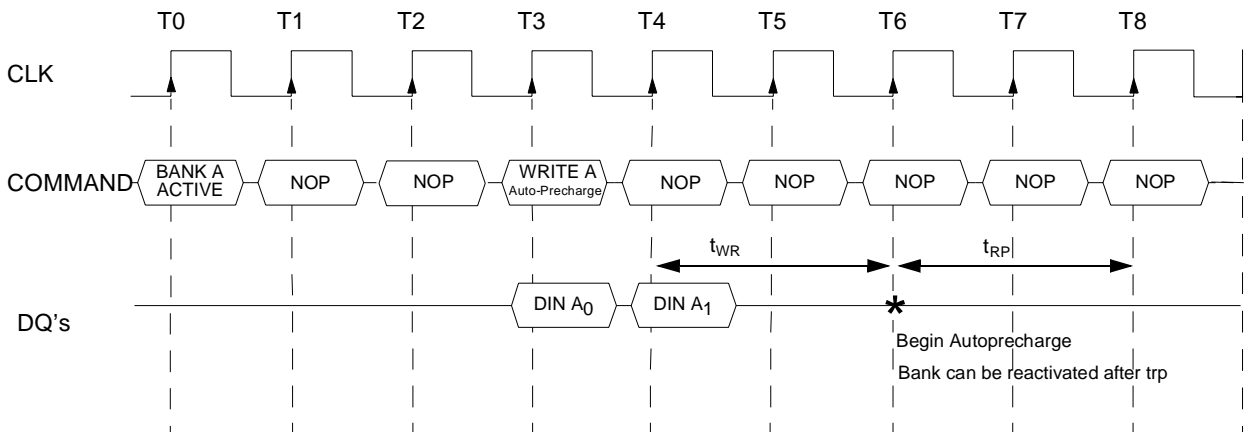 T0 T1 T2 T3 T4 T5 T6 T7 T8
CLK
COMMAND
BANK A
ACTIVE
NOP
NOP
WRITE A
Auto-Precharge
NOP
NOP
NOP
NOP
NOP
tWR
tRP
DQ's
DIN A0
DIN A1
*
Begin Autoprecharge
Bank can be reactivated after trp